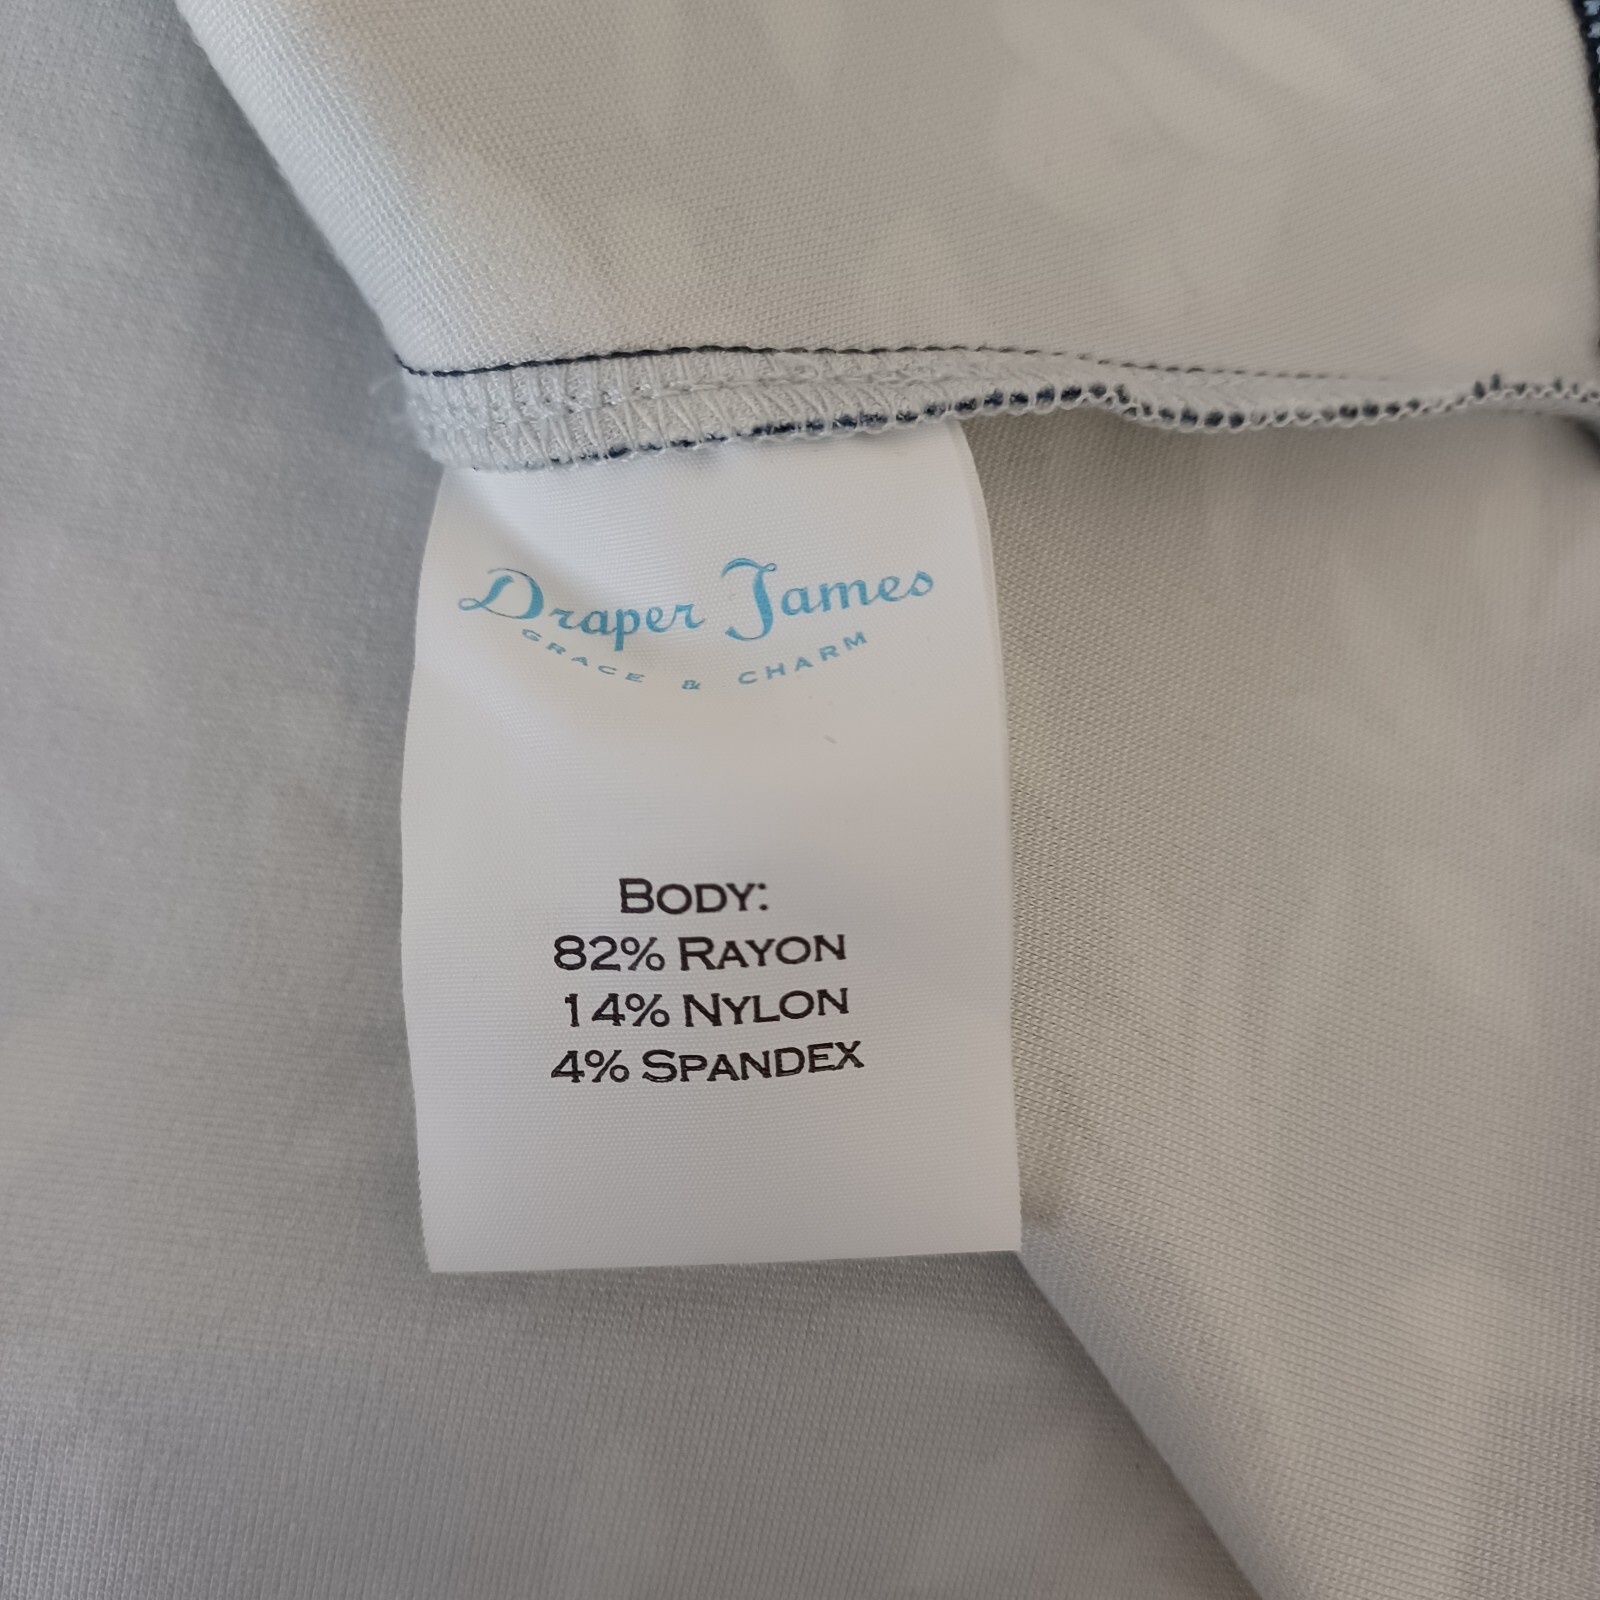 Draper James
GRACE & CHARM
BODY:
82% RAYON
14% NYLON
4% SPANDEX